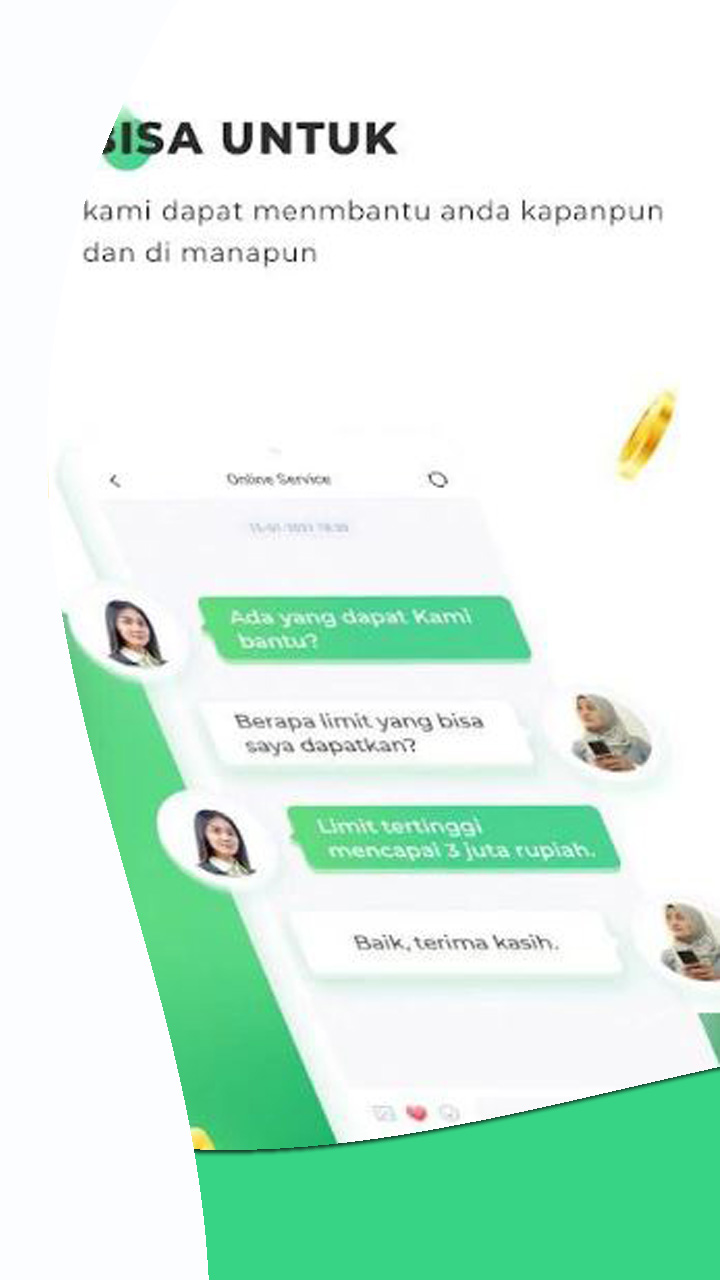 BISA UNTUK
kami dapat menmbantu anda kapanpun
dan di manapun
Online Service
Ada yang dapat Kami
bantu?
Berapa limit yang bisa
saya dapatkan?
Limit tertinggi
mencapai 3 juta rupiah.
Baik, terima kasih.